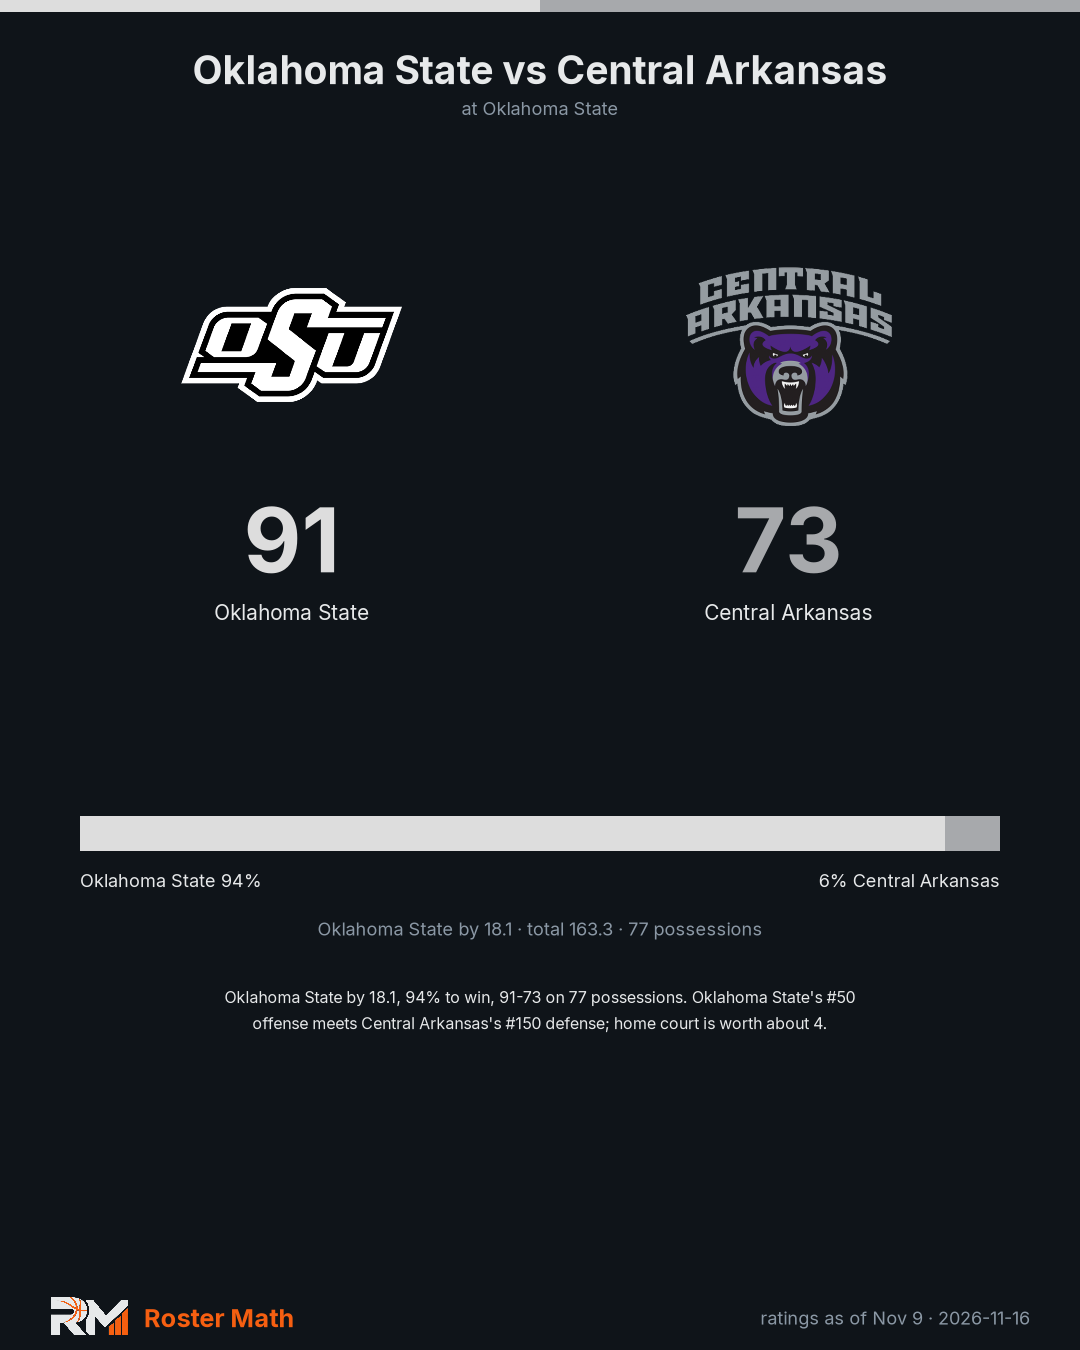 Oklahoma State vs Central Arkansas
at Oklahoma State
OSU
CENTRAL
ARKANSAS
91
73
Oklahoma State
Central Arkansas
Oklahoma State 94%
6% Central Arkansas
Oklahoma State by 18.1 · total 163.3 · 77 possessions
Oklahoma State by 18.1, 94% to win, 91-73 on 77 possessions. Oklahoma State's #50
offense meets Central Arkansas's #150 defense; home court is worth about 4.
RM
Roster Math
ratings as of Nov 9 · 2026-11-16